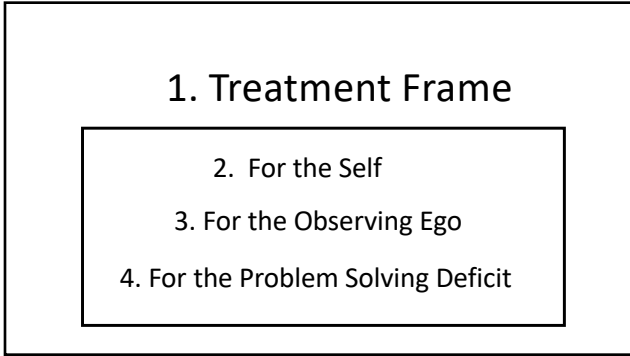 1. Treatment Frame
2. For the Self
3. For the Observing Ego
4. For the Problem Solving Deficit